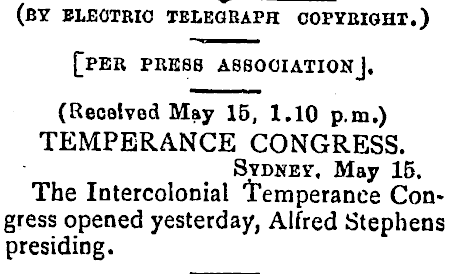 (BY ELECTRIC TELEGRAPH COPYRIGHT.)
[PER PRESS ASSOCIATION].
(Received May 15, 1.10 p.m.)
TEMPERANCE CONGRESS.
SYDNEY, May 15.
The Intercolonial Temperance Con-
gress opened yesterday, Alfred Stephens
presiding.